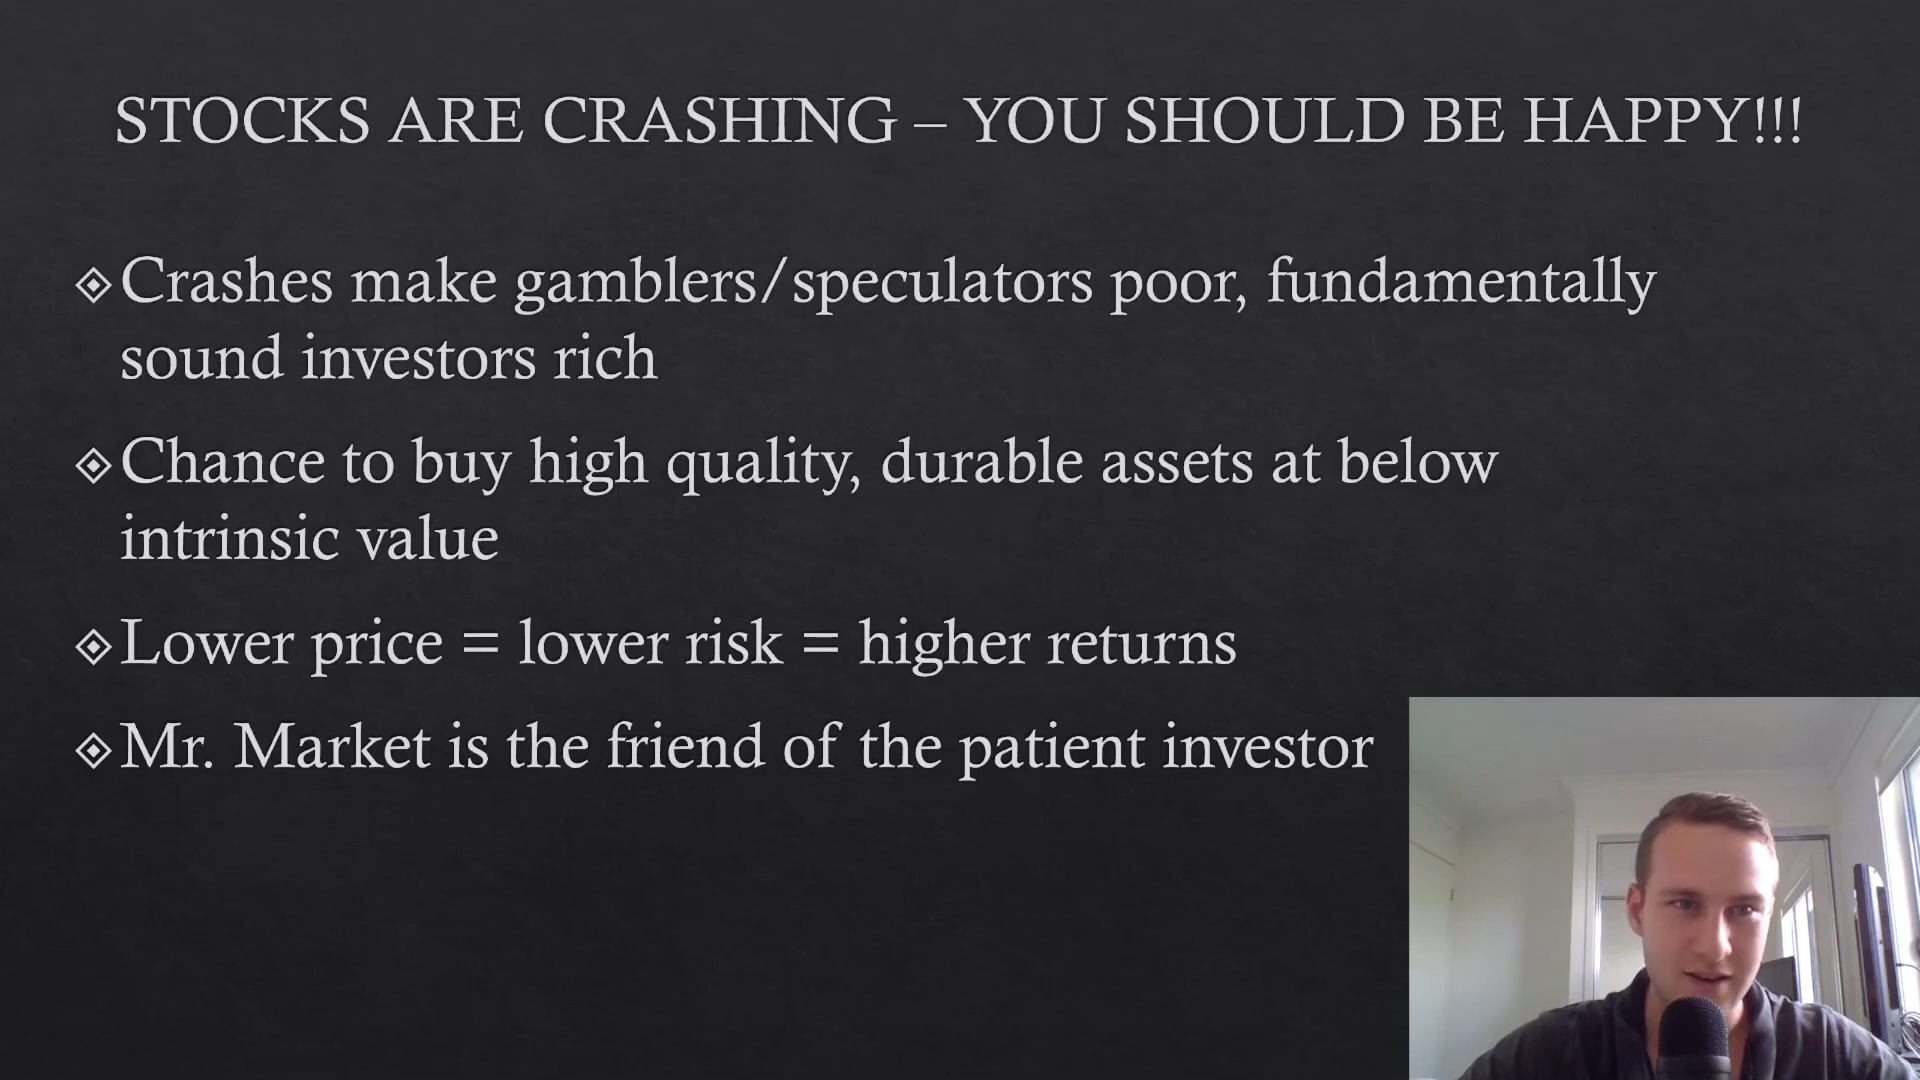 STOCKS ARE CRASHING – YOU SHOULD BE HAPPY!!!
Crashes make gamblers/speculators poor, fundamentally
sound investors rich
Chance to buy high quality, durable assets at below
intrinsic value
Lower price = lower risk = higher returns
Mr. Market is the friend of the patient investor